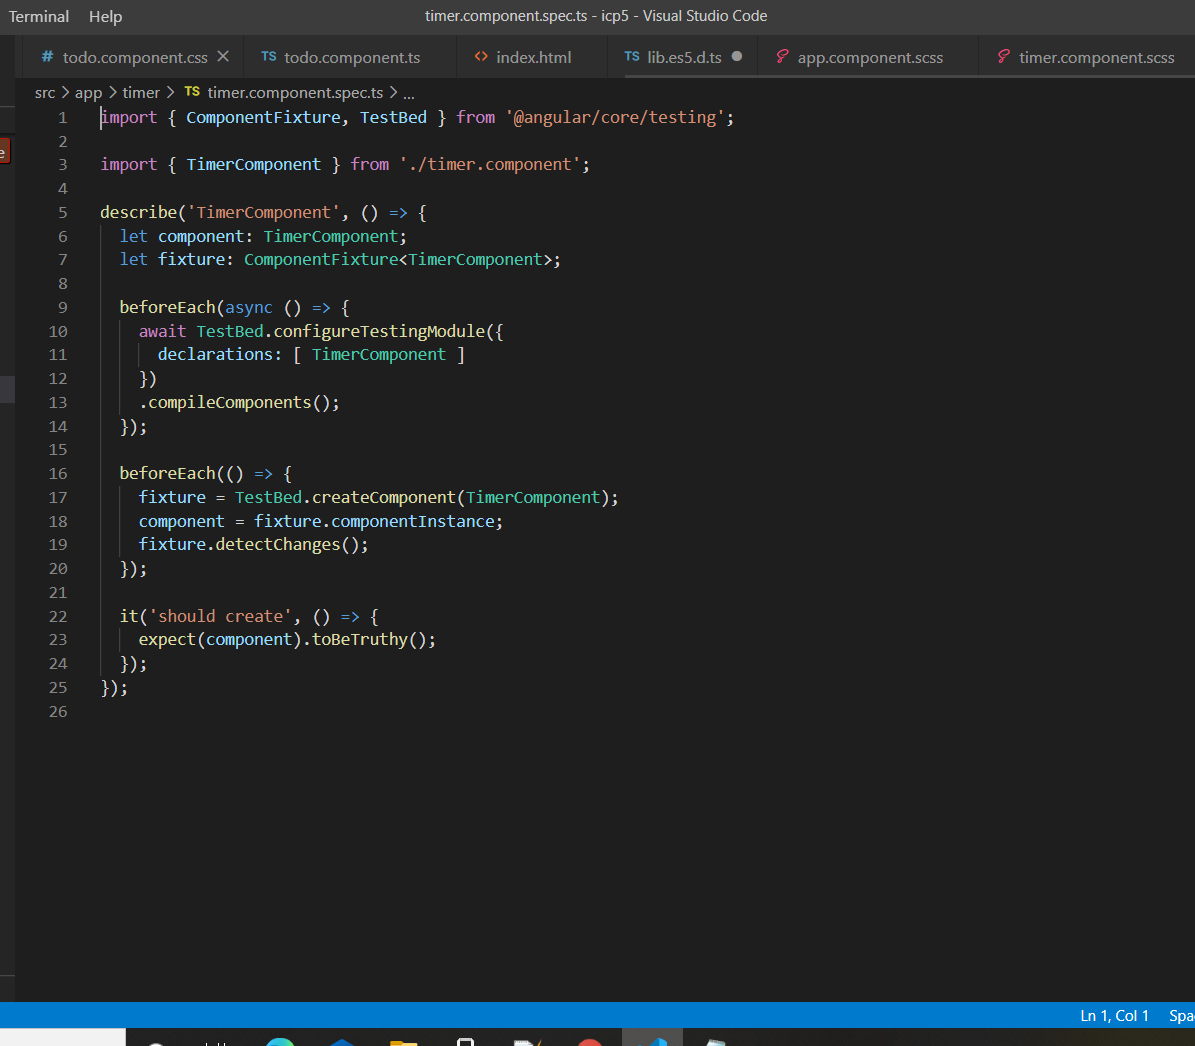 Terminal Help timer.component.spec.ts - icp5 - Visual Studio Code
# todo.component.css TS todo.component.ts <> index.html TS lib.es5.d.ts app.component.scss timer.component.scss
src > app > timer > TS timer.component.spec.ts > ...
1 import { ComponentFixture, TestBed } from '@angular/core/testing';
2
3 import { TimerComponent } from './timer.component';
4
5 describe('TimerComponent', () => {
6 let component: TimerComponent;
7 let fixture: ComponentFixture<TimerComponent>;
8
9 beforeEach(async () => {
10 await TestBed.configureTestingModule({
11 declarations: [ TimerComponent ]
12 })
13 .compileComponents();
14 });
15
16 beforeEach(() => {
17 fixture = TestBed.createComponent(TimerComponent);
18 component = fixture.componentInstance;
19 fixture.detectChanges();
20 });
21
22 it('should create', () => {
23 expect(component).toBeTruthy();
24 });
25 });
26
Ln 1, Col 1 Spa